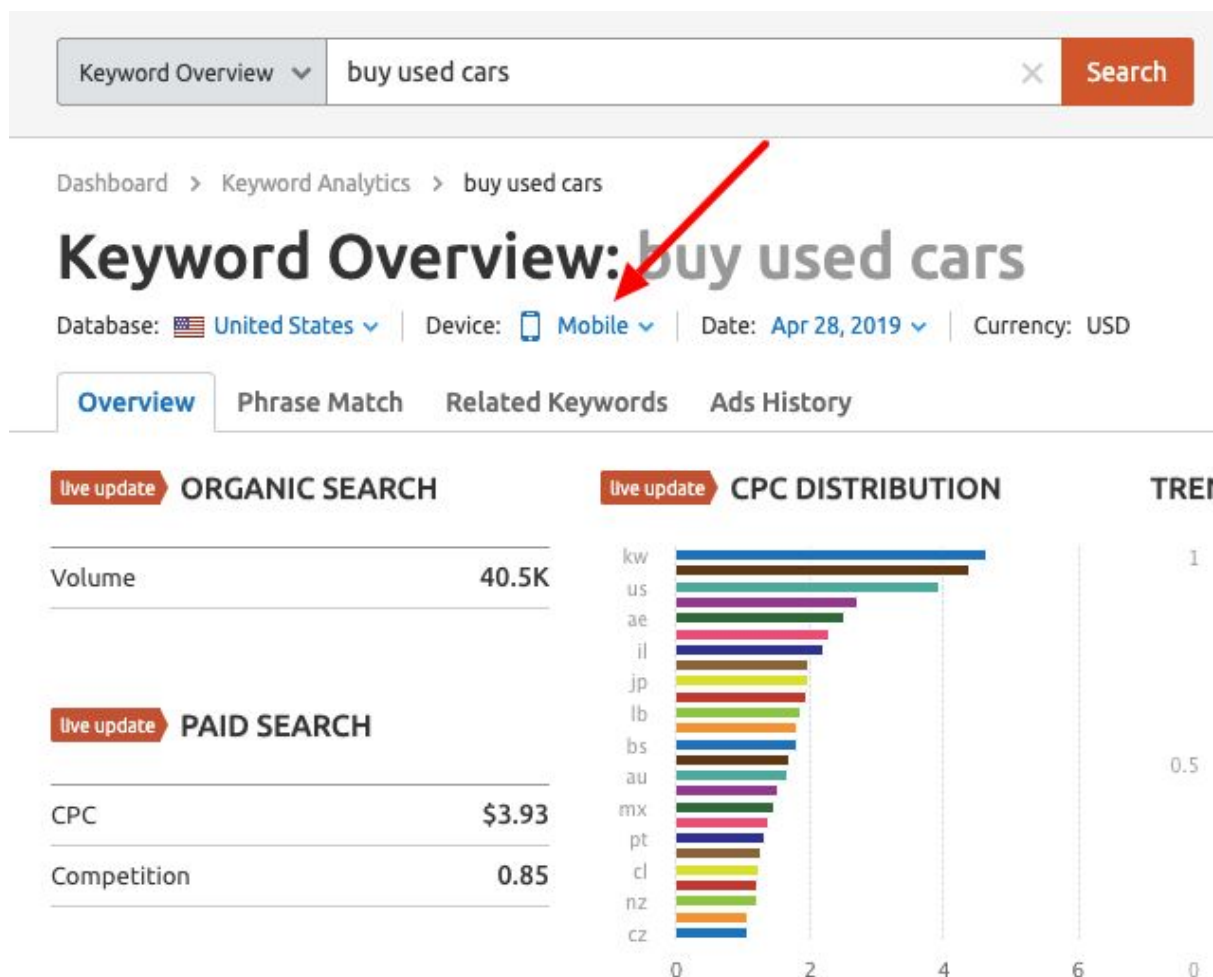 Keyword Overview buy used cars Search
Dashboard > Keyword Analytics > buy used cars
Keyword Overview: buy used cars
Database: United States Device: Mobile Date: Apr 28, 2019 Currency: USD
Overview Phrase Match Related Keywords Ads History
live update ORGANIC SEARCH
Volume 40.5K
live update PAID SEARCH
CPC $3.93
Competition 0.85
live update CPC DISTRIBUTION
kw
us
ae
il
jp
lb
bs
au
mx
pt
cl
nz
cz
0 2 4 6
TREN
1
0.5
0